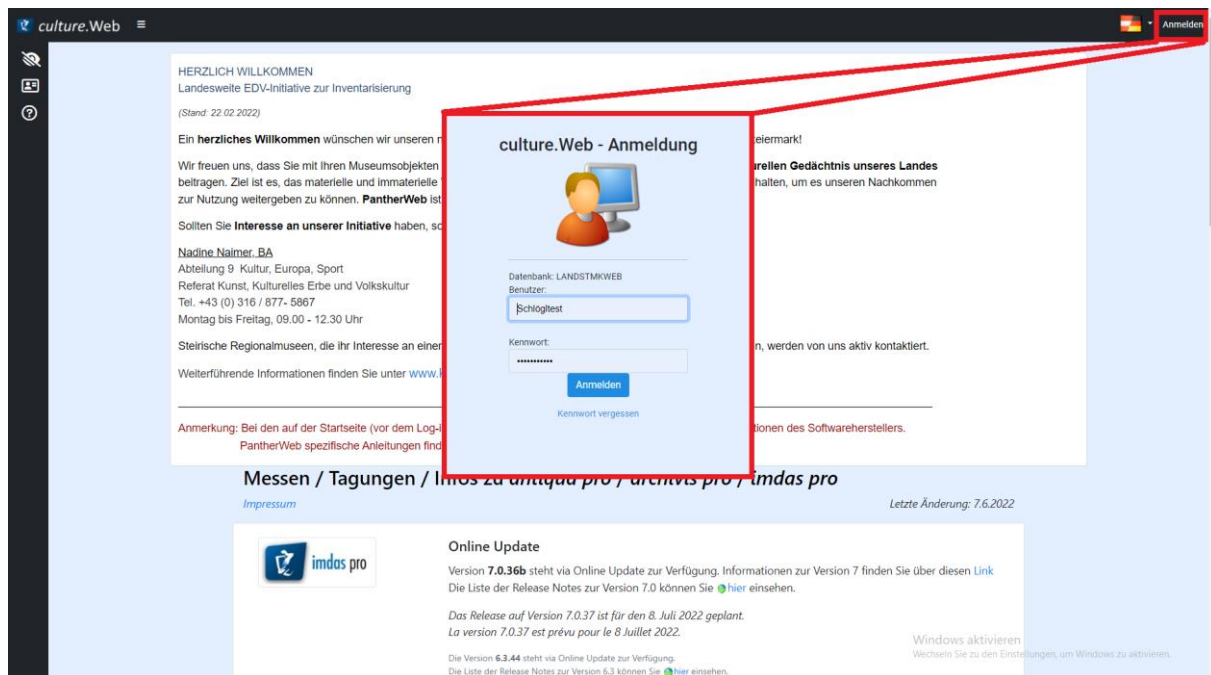 culture.Web
Anmelden
HERZLICH WILLKOMMEN
Landesweite EDV-Initiative zur Inventarisierung
(Stand: 22.02.2022)
Ein herzliches Willkommen wünschen wir unseren
eiermark!
Wir freuen uns, dass Sie mit Ihren Museumsobjekten
urellen Gedächtnis unseres Landes
beitragen. Ziel ist es, das materielle und immaterielle
halten, um es unseren Nachkommen
zur Nutzung weitergeben zu können. PantherWeb ist
Sollten Sie Interesse an unserer Initiative haben, so
Nadine Naimer, BA
Abteilung 9 Kultur, Europa, Sport
Referat Kunst, Kulturelles Erbe und Volkskultur
Tel. +43 (0) 316 / 877- 5867
Montag bis Freitag, 09.00 - 12.30 Uhr
Steirische Regionalmuseen, die ihr Interesse an einer
n, werden von uns aktiv kontaktiert.
Weiterführende Informationen finden Sie unter www.k
Anmerkung: Bei den auf der Startseite (vor dem Log-i
tionen des Softwareherstellers.
PantherWeb spezifische Anleitungen find
culture.Web - Anmeldung
Datenbank: LANDSTMKWEB
Benutzer:
Schlögltest
Kennwort:
•••••••••••
Anmelden
Kennwort vergessen
Messen / Tagungen / Infos zu antiqua pro / archivis pro / imdas pro
Impressum
Letzte Änderung: 7.6.2022
imdas pro
Online Update
Version 7.0.36b steht via Online Update zur Verfügung. Informationen zur Version 7 finden Sie über diesen Link
Die Liste der Release Notes zur Version 7.0 können Sie hier einsehen.
Das Release auf Version 7.0.37 ist für den 8. Juli 2022 geplant.
La version 7.0.37 est prévu pour le 8 Juillet 2022.
Die Version 6.3.44 steht via Online Update zur Verfügung.
Die Liste der Release Notes zur Version 6.3 können Sie hier einsehen.
Windows aktivieren
Wechseln Sie zu den Einstellungen, um Windows zu aktivieren.